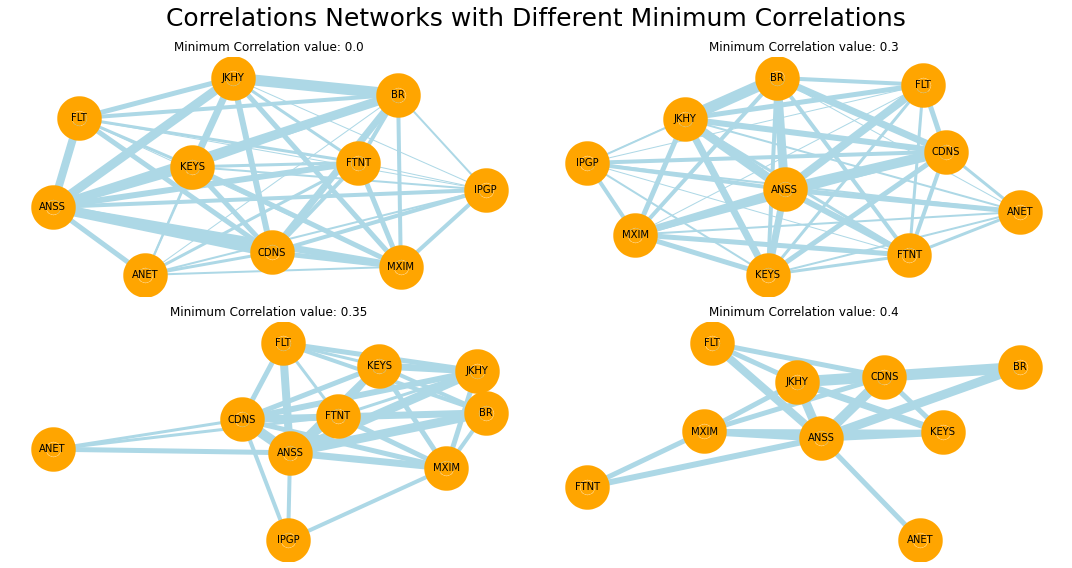 Correlations Networks with Different Minimum Correlations
Minimum Correlation value: 0.0
JKHY
BR
FLT
KEYS
FTNT
IPGP
ANSS
CDNS
MXIM
ANET
Minimum Correlation value: 0.3
BR
FLT
JKHY
CDNS
IPGP
ANSS
ANET
MXIM
FTNT
KEYS
Minimum Correlation value: 0.35
FLT
KEYS
JKHY
BR
FTNT
CDNS
ANET
ANSS
MXIM
IPGP
Minimum Correlation value: 0.4
FLT
BR
CDNS
JKHY
MXIM
KEYS
ANSS
FTNT
ANET